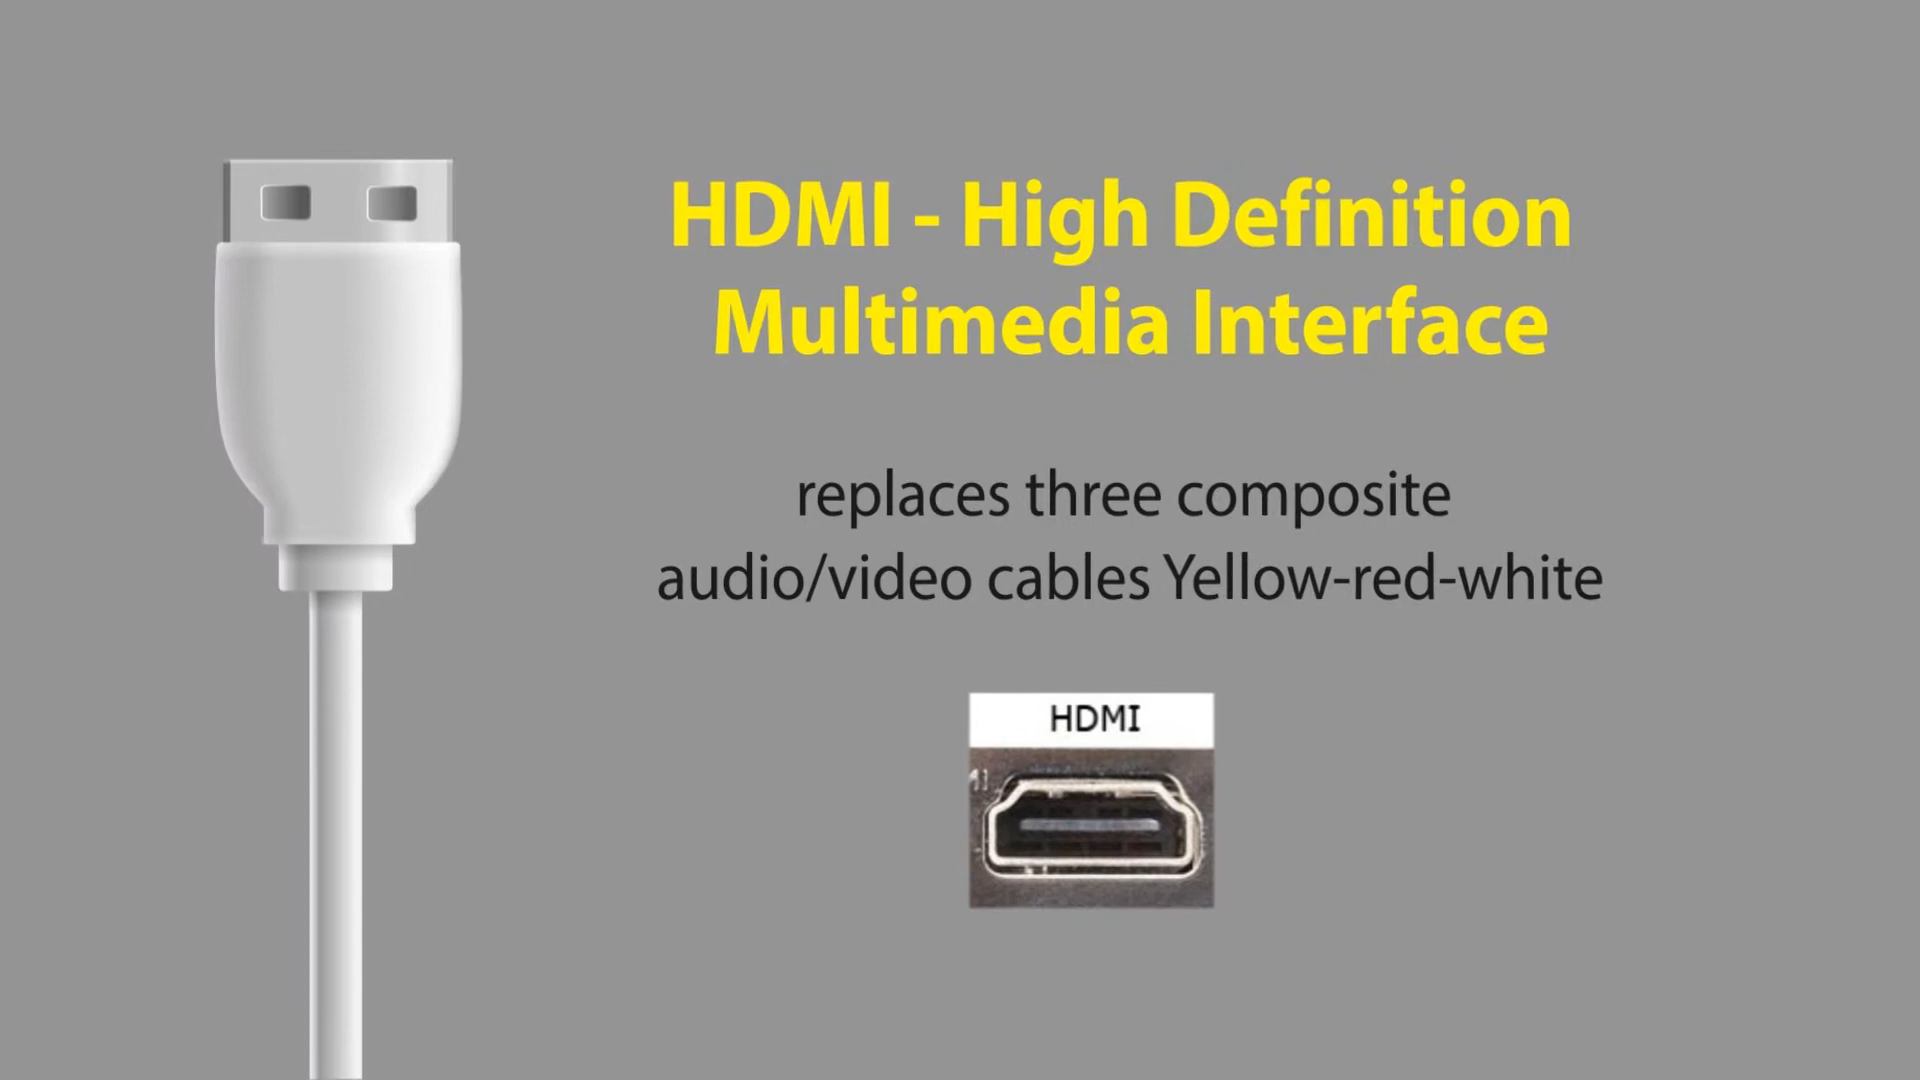 HDMI - High Definition
Multimedia Interface
replaces three composite
audio/video cables Yellow-red-white
HDMI